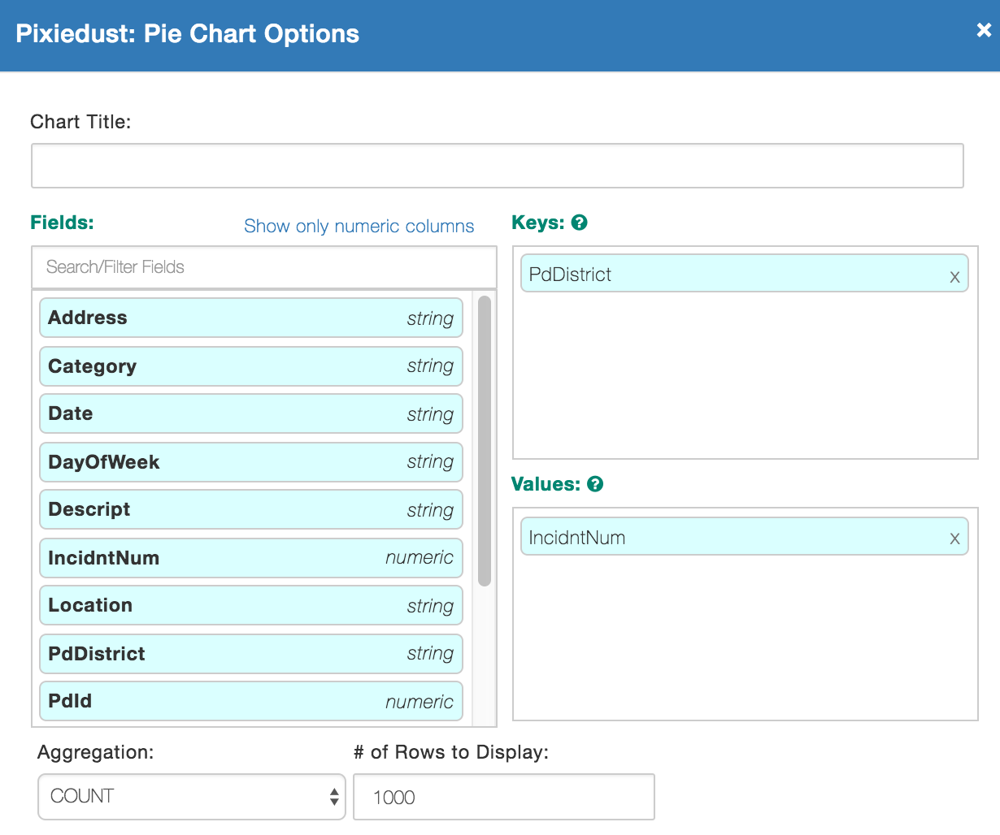 Pixiedust: Pie Chart Options
×
Chart Title:
Fields:
Show only numeric columns
Search/Filter Fields
Address string
Category string
Date string
DayOfWeek string
Descript string
IncidntNum numeric
Location string
PdDistrict string
PdId numeric
Keys: ?
PdDistrict x
Values: ?
IncidntNum x
Aggregation:
COUNT
# of Rows to Display:
1000